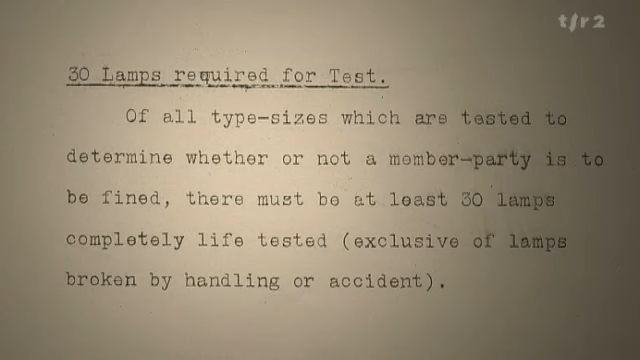 tsr2
30 Lamps required for Test.
Of all type-sizes which are tested to
determine whether or not a member-party is to
be fined, there must be at least 30 lamps
completely life tested (exclusive of lamps
broken by handling or accident).